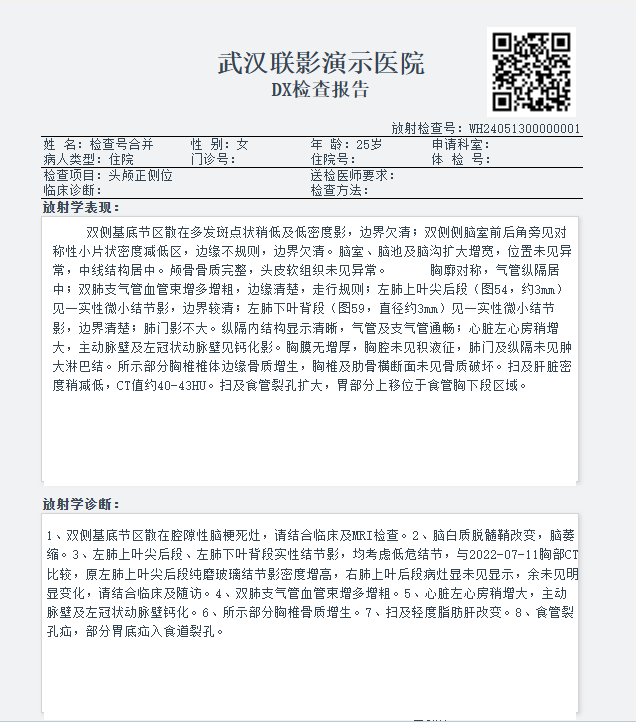 武汉联影演示医院
DX检查报告
放射检查号：WH24051300000001
姓 名：检查号合并 性 别：女 年 龄：25岁 申请科室：
病人类型：住院 门诊号： 住院号： 体 检 号：
检查项目：头颅正侧位 送检医师要求：
临床诊断： 检查方法：
放射学表现：
双侧基底节区散在多发斑点状稍低及低密度影，边界欠清；双侧侧脑室前后角旁见对
称性小片状密度减低区，边缘不规则，边界欠清。脑室、脑池及脑沟扩大增宽，位置未见异
常，中线结构居中。颅骨骨质完整，头皮软组织未见异常。 胸廓对称，气管纵隔居
中；双肺支气管血管束增多增粗，边缘清楚，走行规则；左肺上叶尖后段（图54，约3mm）
见一实性微小结节影，边界较清；左肺下叶背段（图59，直径约3mm）见一实性微小结节
影，边界清楚；肺门影不大。纵隔内结构显示清晰，气管及支气管通畅；心脏左心房稍增
大，主动脉壁及左冠状动脉壁见钙化影。胸膜无增厚，胸腔未见积液征，肺门及纵隔未见肿
大淋巴结。所示部分胸椎椎体边缘骨质增生，胸椎及肋骨横断面未见骨质破坏。扫及肝脏密
度稍减低，CT值约40-43HU。扫及食管裂孔扩大，胃部分上移位于食管胸下段区域。
放射学诊断：
1、双侧基底节区散在腔隙性脑梗死灶，请结合临床及MRI检查。2、脑白质脱髓鞘改变，脑萎
缩。3、左肺上叶尖后段、左肺下叶背段实性结节影，均考虑低危结节，与2022-07-11胸部CT
比较，原左肺上叶尖后段纯磨玻璃结节影密度增高，右肺上叶后段病灶显未见显示，余未见明
显变化，请结合临床及随访。4、双肺支气管血管束增多增粗。5、心脏左心房稍增大，主动
脉壁及左冠状动脉壁钙化。6、所示部分胸椎骨质增生。7、扫及轻度脂肪肝改变。8、食管裂
孔疝，部分胃底疝入食道裂孔。